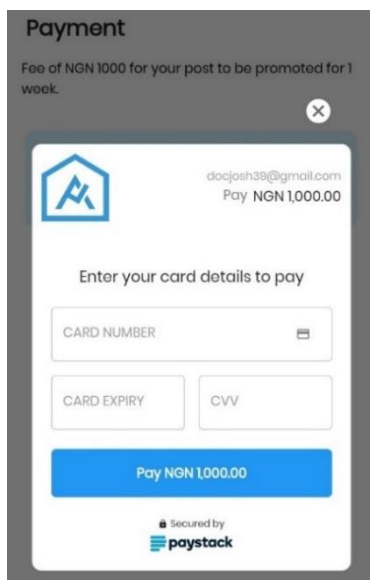 Payment
Fee of NGN 1000 for your post to be promoted for 1
week.
docjosh39@gmail.com
Pay NGN 1,000.00
Enter your card details to pay
CARD NUMBER
CARD EXPIRY
CVV
Pay NGN 1,000.00
Secured by
paystack